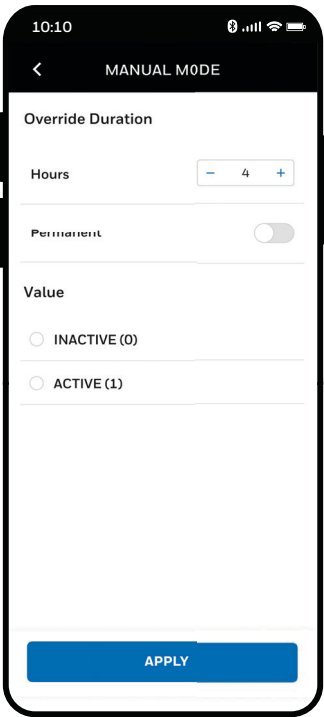 10:10
MANUAL M0DE
Override Duration
Hours - 4 +
Permanent
Value
INACTIVE (0)
ACTIVE (1)
APPLY